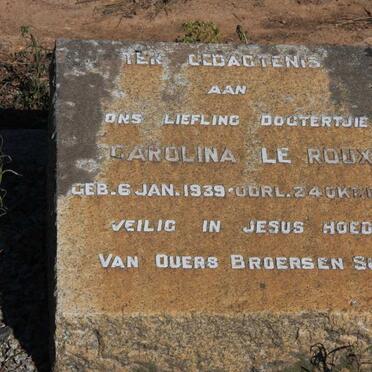 TER GEDAGTENIS
AAN
ONS LIEFLING DOGTERTJIE
CAROLINA LE ROUX
GEB. 6 JAN. 1939 - OORL. 24 OKT.
VEILIG IN JESUS HOED
VAN OUERS BROERS EN SU